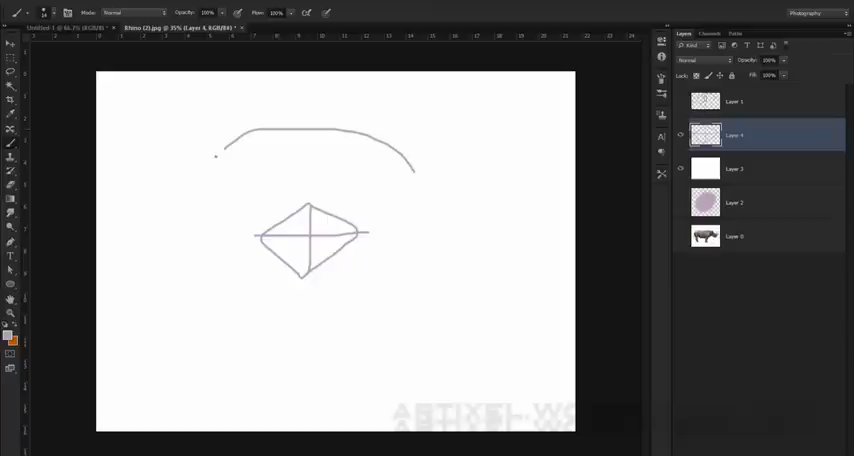 14 Mode: Normal Opacity: 100% Flow: 100% Photography
Untitled-1 @ 66.7% (RGB/8) * × Rhino (2).jpg @ 35% (Layer 4, RGB/8#) * ×
Layers Channels Paths
Kind
Normal Opacity: 100%
Lock: Fill: 100%
Layer 1
Layer 4
Layer 3
Layer 2
Layer 0